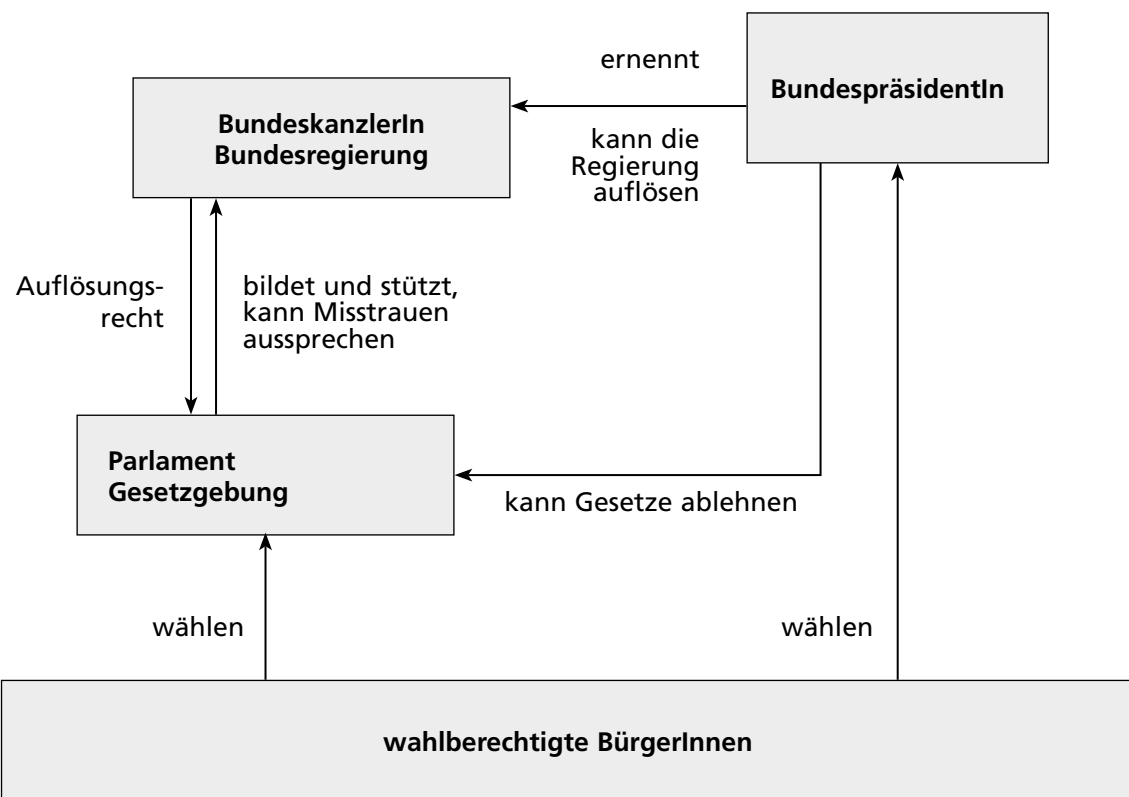 ernennt
BundespräsidentIn
BundeskanzlerIn
Bundesregierung
kann die
Regierung
auflösen
Auflösungs-
recht
bildet und stützt,
kann Misstrauen
aussprechen
Parlament
Gesetzgebung
kann Gesetze ablehnen
wählen
wählen
wahlberechtigte BürgerInnen